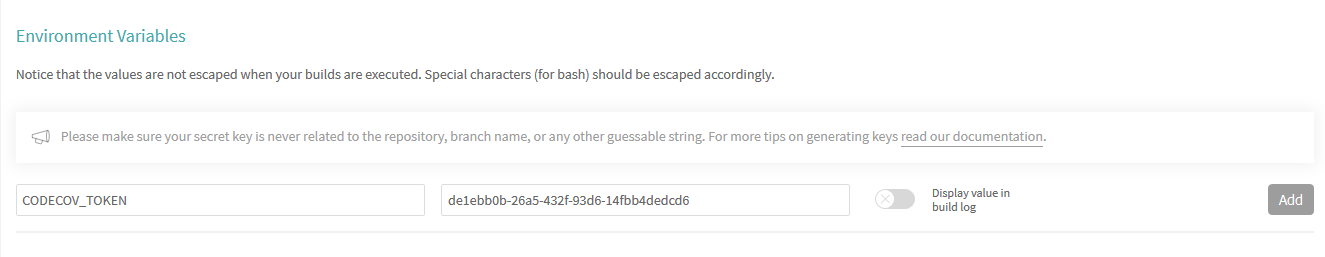 Environment Variables
Notice that the values are not escaped when your builds are executed. Special characters (for bash) should be escaped accordingly.
Please make sure your secret key is never related to the repository, branch name, or any other guessable string. For more tips on generating keys read our documentation.
CODECOV_TOKEN
de1ebb0b-26a5-432f-93d6-14fbb4dedcd6
Display value in
build log
Add